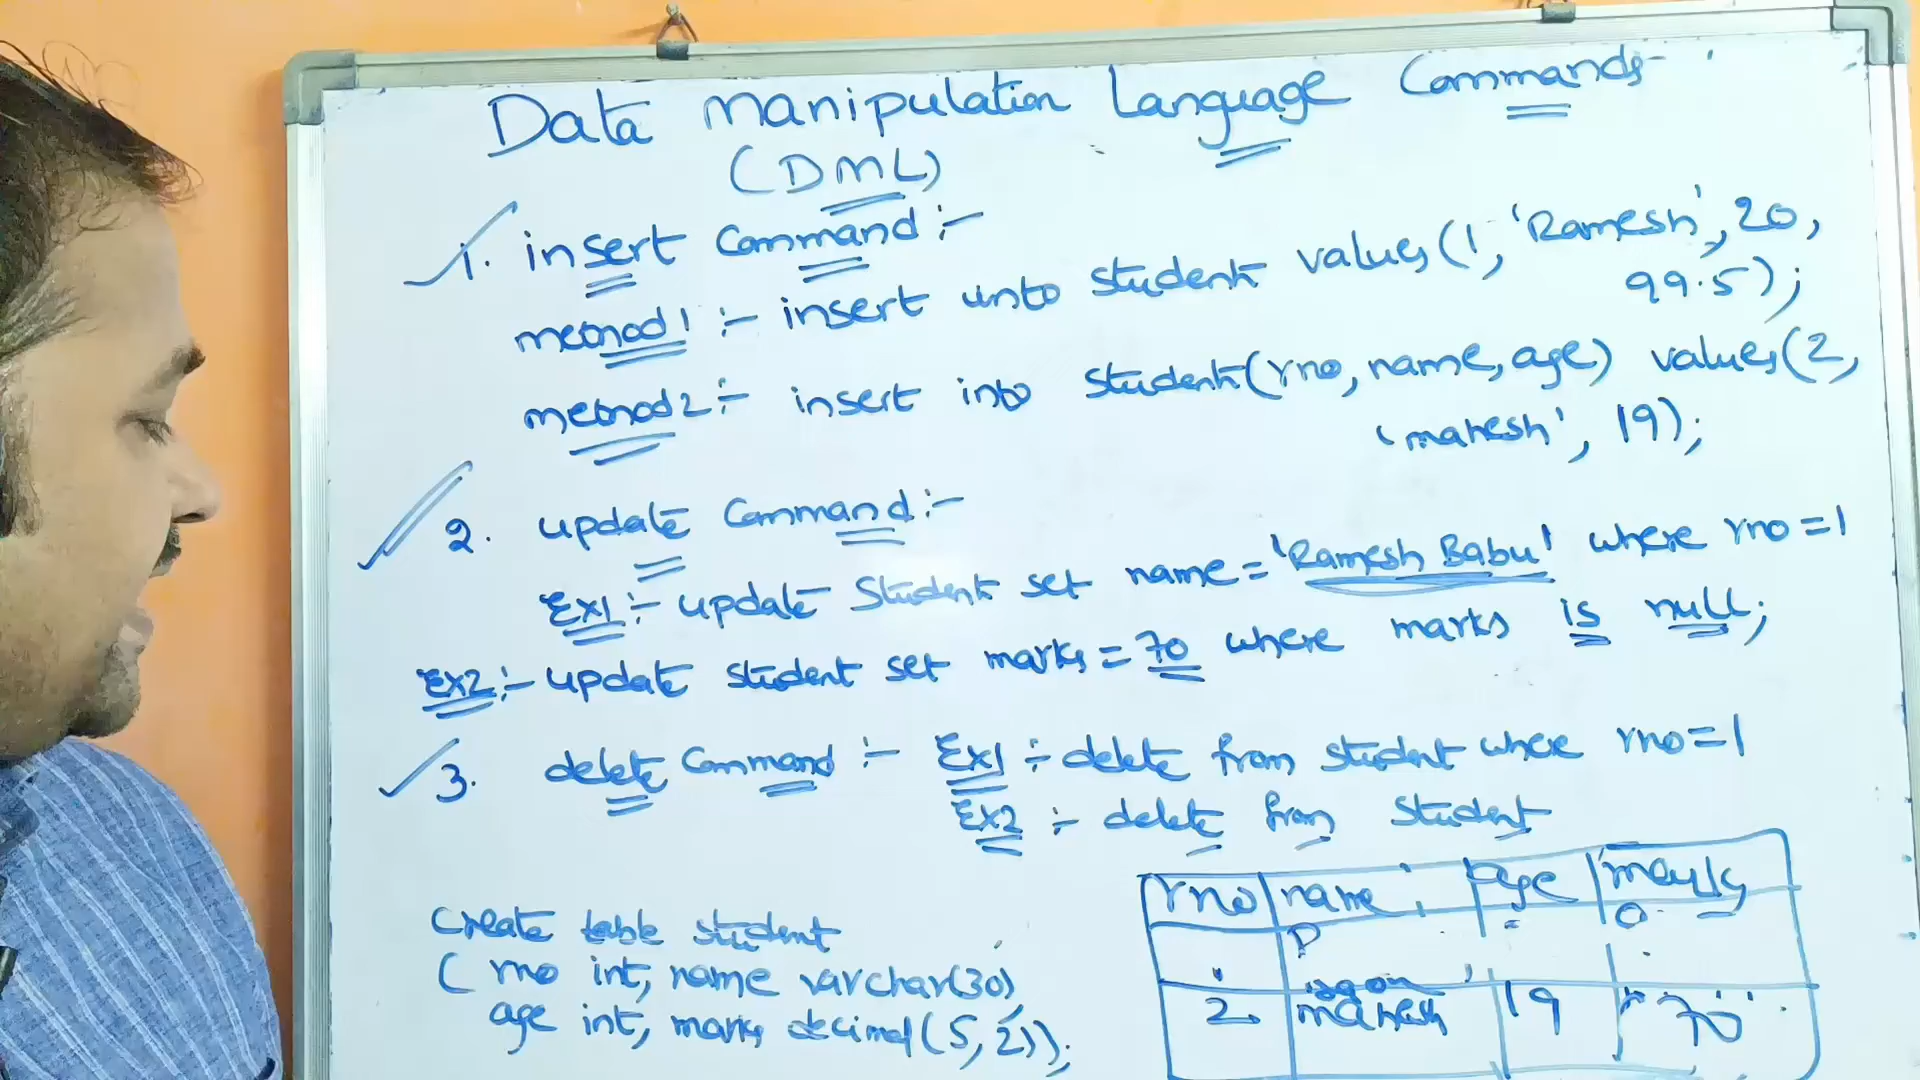 Data manipulation Language Commands
(DML)
1. insert Command :-
method1 :- insert into student values(1, 'Ramesh', 20,
99.5);
method2 :- insert into student(rno, name, age) values(2,
'mahesh', 19);
2. update Command :-
Ex1 :- update student set name = 'Ramesh Babu' where rno = 1
Ex2 :- update student set marks = 70 where marks is null;
3. delete Command :- Ex1 :- delete from student where rno = 1
Ex2 :- delete from student
Create table student
( rno int, name varchar(30),
age int, marks decimal(5,2));
rno name age marks
2 mahesh 19 70